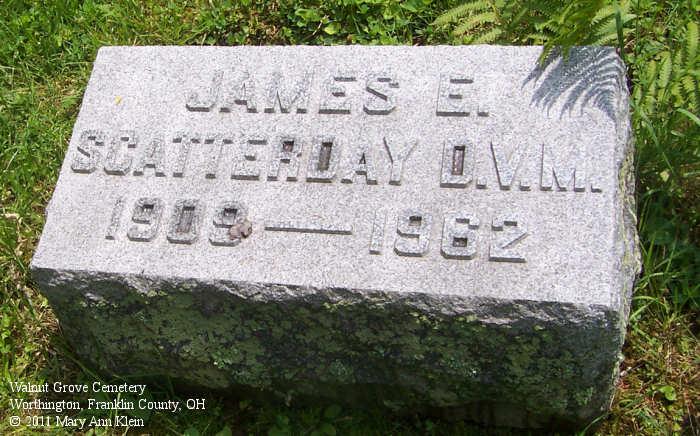 JAMES E.
SCATTERDAY D.V.M.
1909 — 1962
Walnut Grove Cemetery
Worthington, Franklin County, OH
© 2011 Mary Ann Klein